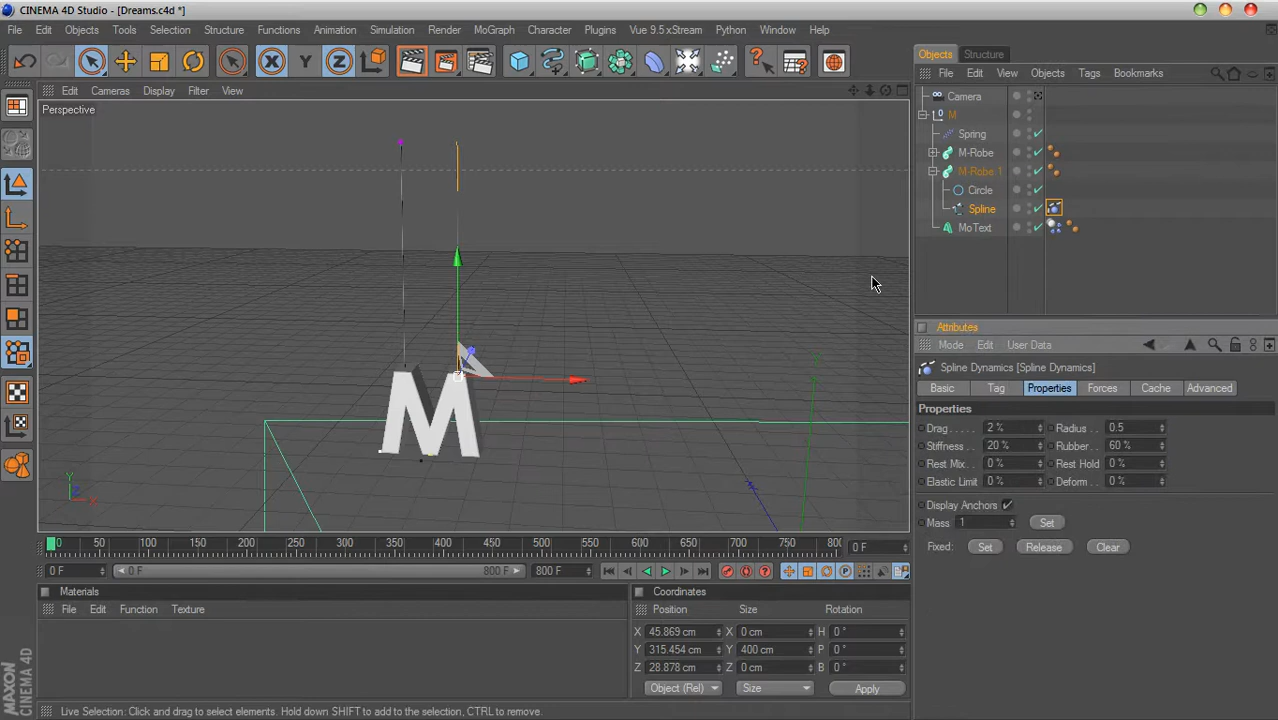 CINEMA 4D Studio - [Dreams.c4d *]
File Edit Objects Tools Selection Structure Functions Animation Simulation Render MoGraph Character Plugins Vue 9.5 xStream Python Window Help
X Y Z
Objects Structure
File Edit View Objects Tags Bookmarks
Edit Cameras Display Filter View
Perspective
Camera
M
Spring
M-Robe
M-Robe 1
Circle
Spline
MoText
M
Y
Z
X
Attributes
Mode Edit User Data
Spline Dynamics [Spline Dynamics]
Basic Tag Properties Forces Cache Advanced
Properties
Drag . . . . . 2 % Radius . . 0.5
Stiffness . . . 20 % Rubber . . 60 %
Rest Mix. . . 0 % Rest Hold 0 %
Elastic Limit 0 % Deform . . 0 %
Display Anchors
Mass 1 Set
Fixed: Set Release Clear
0 50 100 150 200 250 300 350 400 450 500 550 600 650 700 750 800 0 F
0 F 0 F 800 F 800 F
Materials
File Edit Function Texture
Coordinates
Position Size Rotation
X 45.869 cm X 0 cm H 0 °
Y 315.454 cm Y 400 cm P 0 °
Z 28.878 cm Z 0 cm B 0 °
Object (Rel) Size Apply
MAXON
CINEMA 4D
Live Selection: Click and drag to select elements. Hold down SHIFT to add to the selection, CTRL to remove.